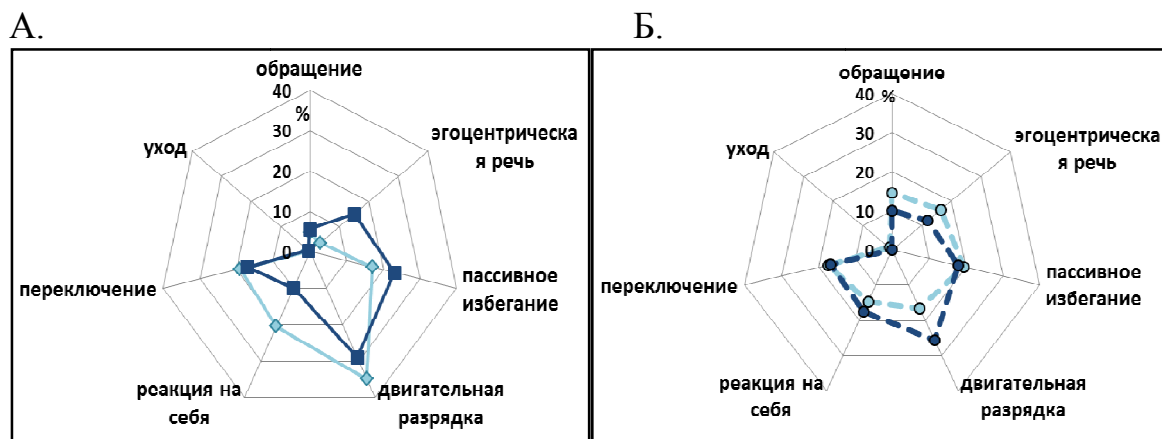 А.
Б.
обращение
40
%
30
20
10
0
эгоцентрическа
я речь
пассивное
избегание
двигательная
разрядка
реакция на
себя
переключение
уход
обращение
40 %
30
20
10
0
эгоцентрическа
я речь
пассивное
избегание
двигательная
разрядка
реакция на
себя
переключение
уход